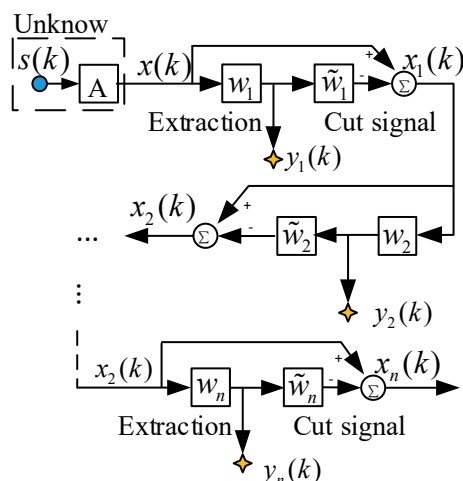 Unknow
s(k) A x(k) w₁ w̃₁ + - Σ x₁(k)
Extraction Cut signal
y₁(k)
x₂(k) Σ + - w̃₂ w₂
...
y₂(k)
⋮
x₂(k) wₙ w̃ₙ + - Σ xₙ(k)
Extraction Cut signal
yₙ(k)